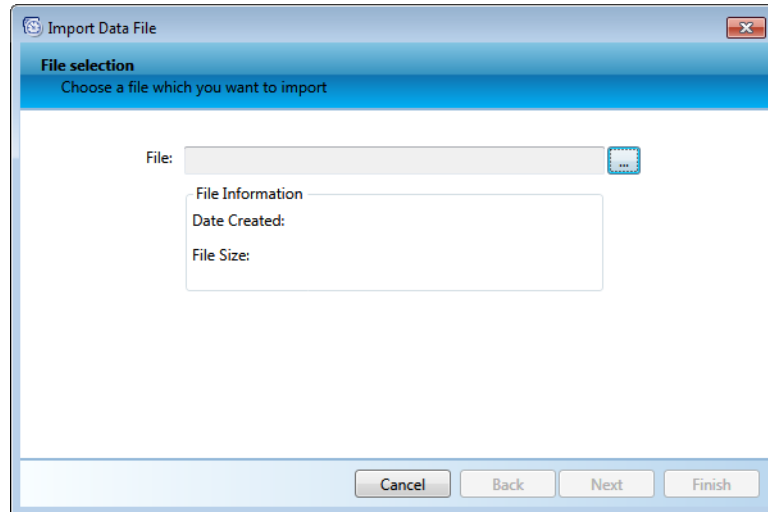 Import Data File
File selection
Choose a file which you want to import
File:
...
File Information
Date Created:
File Size:
Cancel Back Next Finish